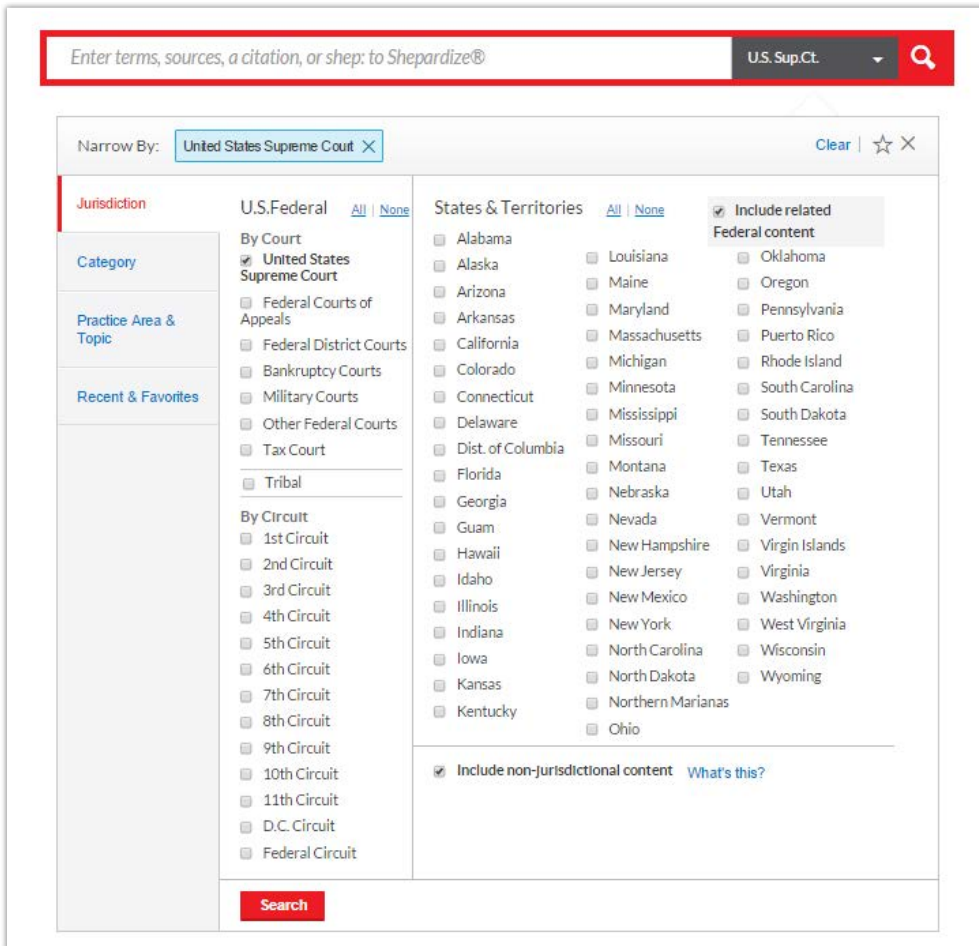 Enter terms, sources, a citation, or shep: to Shepardize®
U.S. Sup.Ct.
Narrow By:
United States Supreme Court
Clear
Jurisdiction
Category
Practice Area &
Topic
Recent & Favorites
U.S.Federal
All | None
By Court
United States
Supreme Court
Federal Courts of
Appeals
Federal District Courts
Bankruptcy Courts
Military Courts
Other Federal Courts
Tax Court
Tribal
By Circuit
1st Circuit
2nd Circuit
3rd Circuit
4th Circuit
5th Circuit
6th Circuit
7th Circuit
8th Circuit
9th Circuit
10th Circuit
11th Circuit
D.C. Circuit
Federal Circuit
States & Territories
All | None
Include related
Federal content
Alabama
Alaska
Arizona
Arkansas
California
Colorado
Connecticut
Delaware
Dist. of Columbia
Florida
Georgia
Guam
Hawaii
Idaho
Illinois
Indiana
Iowa
Kansas
Kentucky
Louisiana
Maine
Maryland
Massachusetts
Michigan
Minnesota
Mississippi
Missouri
Montana
Nebraska
Nevada
New Hampshire
New Jersey
New Mexico
New York
North Carolina
North Dakota
Northern Marianas
Ohio
Oklahoma
Oregon
Pennsylvania
Puerto Rico
Rhode Island
South Carolina
South Dakota
Tennessee
Texas
Utah
Vermont
Virgin Islands
Virginia
Washington
West Virginia
Wisconsin
Wyoming
Include non-jurisdictional content
What's this?
Search